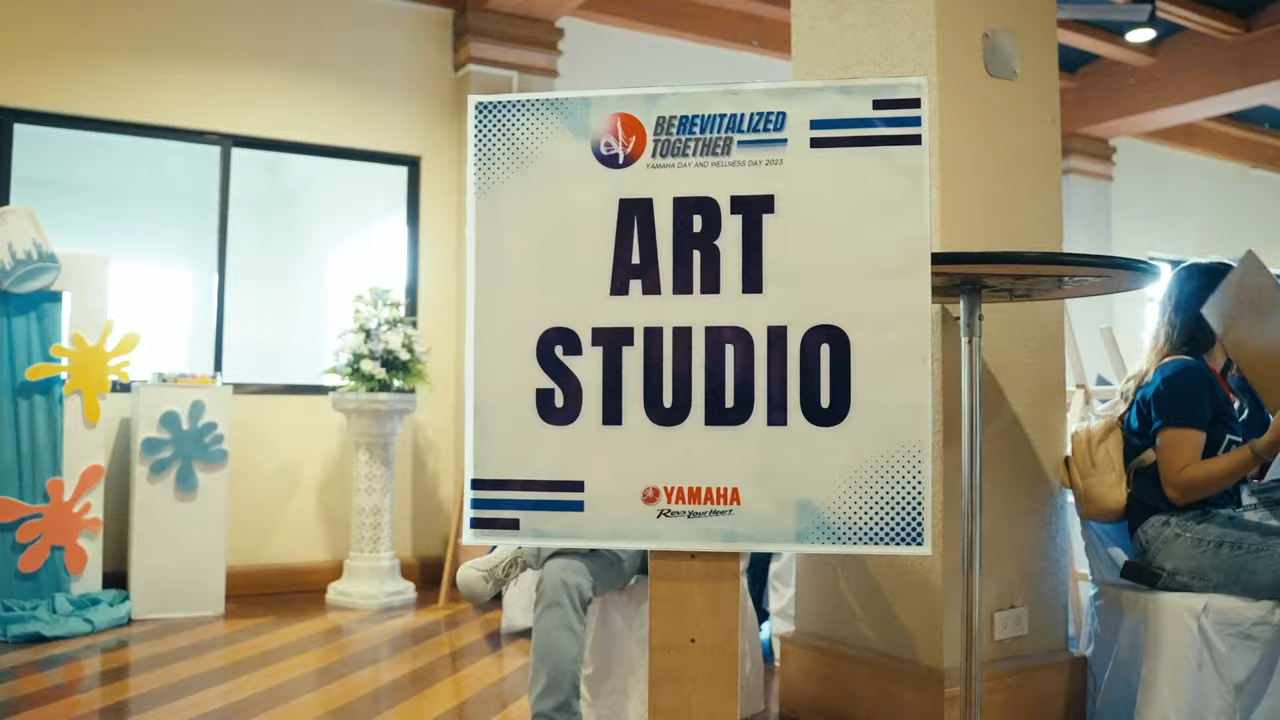 BEREVITALIZED
TOGETHER
YAMAHA DAY AND WELLNESS DAY 2023
ART
STUDIO
YAMAHA
Revs Your Heart